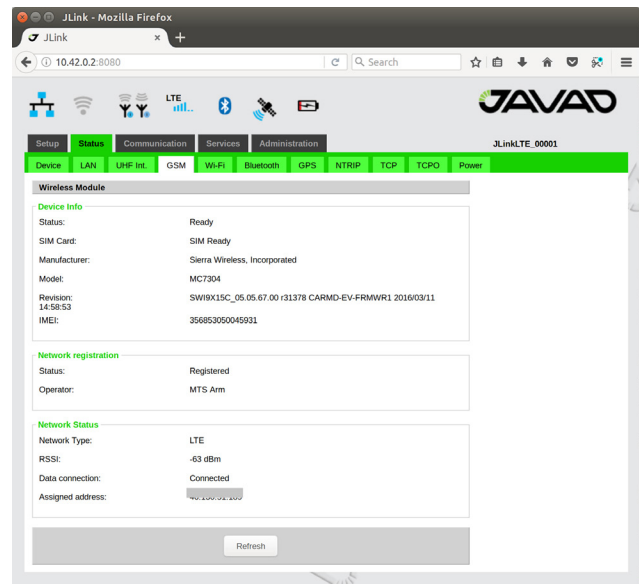 JLink - Mozilla Firefox
JLink × +
10.42.0.2:8080 Search
LTE
JAVAD
Setup Status Communication Services Administration JLinkLTE_00001
Device LAN UHF Int. GSM Wi-Fi Bluetooth GPS NTRIP TCP TCPO Power
Wireless Module
Device Info
Status: Ready
SIM Card: SIM Ready
Manufacturer: Sierra Wireless, Incorporated
Model: MC7304
Revision: SWI9X15C_05.05.67.00 r31378 CARMD-EV-FRMWR1 2016/03/11
14:58:53
IMEI: 356853050045931
Network registration
Status: Registered
Operator: MTS Arm
Network Status
Network Type: LTE
RSSI: -63 dBm
Data connection: Connected
Assigned address:
Refresh